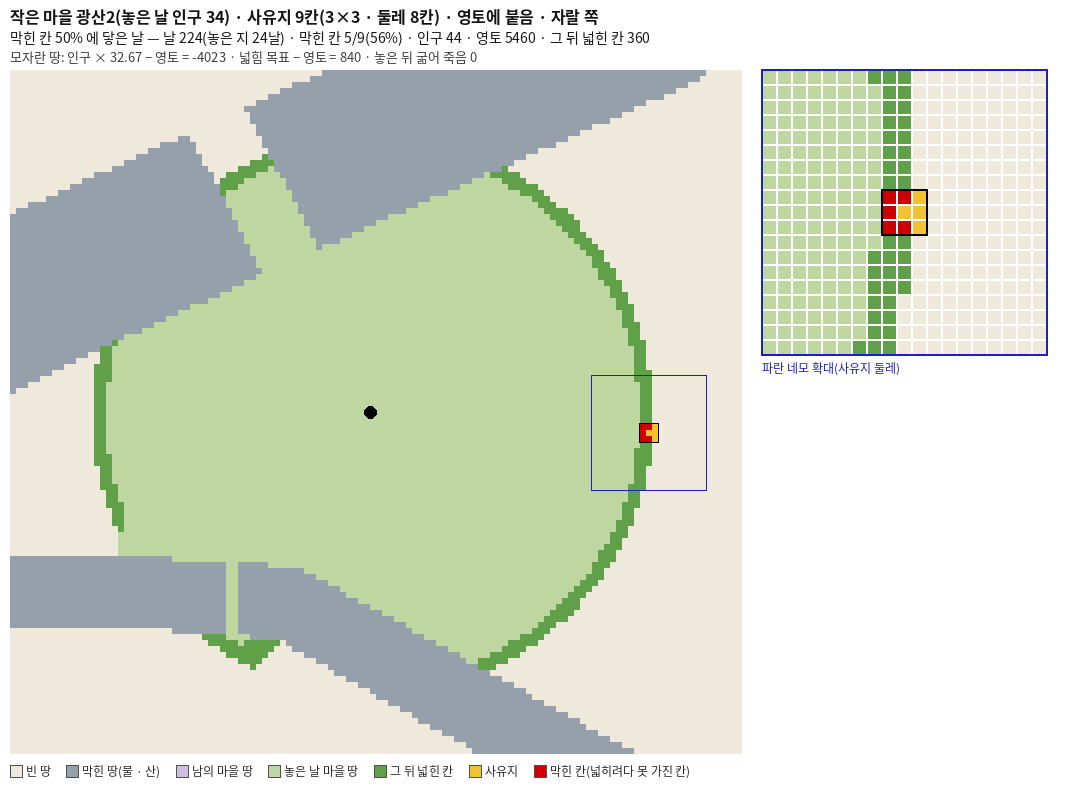 작은 마을 광산2(놓은 날 인구 34) · 사유지 9칸(3×3 · 둘레 8칸) · 영토에 붙음 · 자랄 쪽
막힌 칸 50% 에 닿은 날 — 날 224(놓은 지 24날) · 막힌 칸 5/9(56%) · 인구 44 · 영토 5460 · 그 뒤 넓힌 칸 360
모자란 땅: 인구 × 32.67 − 영토 = -4023 · 넓힘 목표 − 영토 = 840 · 놓은 뒤 굶어 죽음 0
파란 네모 확대(사유지 둘레)
빈 땅 막힌 땅(물 · 산) 남의 마을 땅 놓은 날 마을 땅 그 뒤 넓힌 칸 사유지 막힌 칸(넓히려다 못 가진 칸)